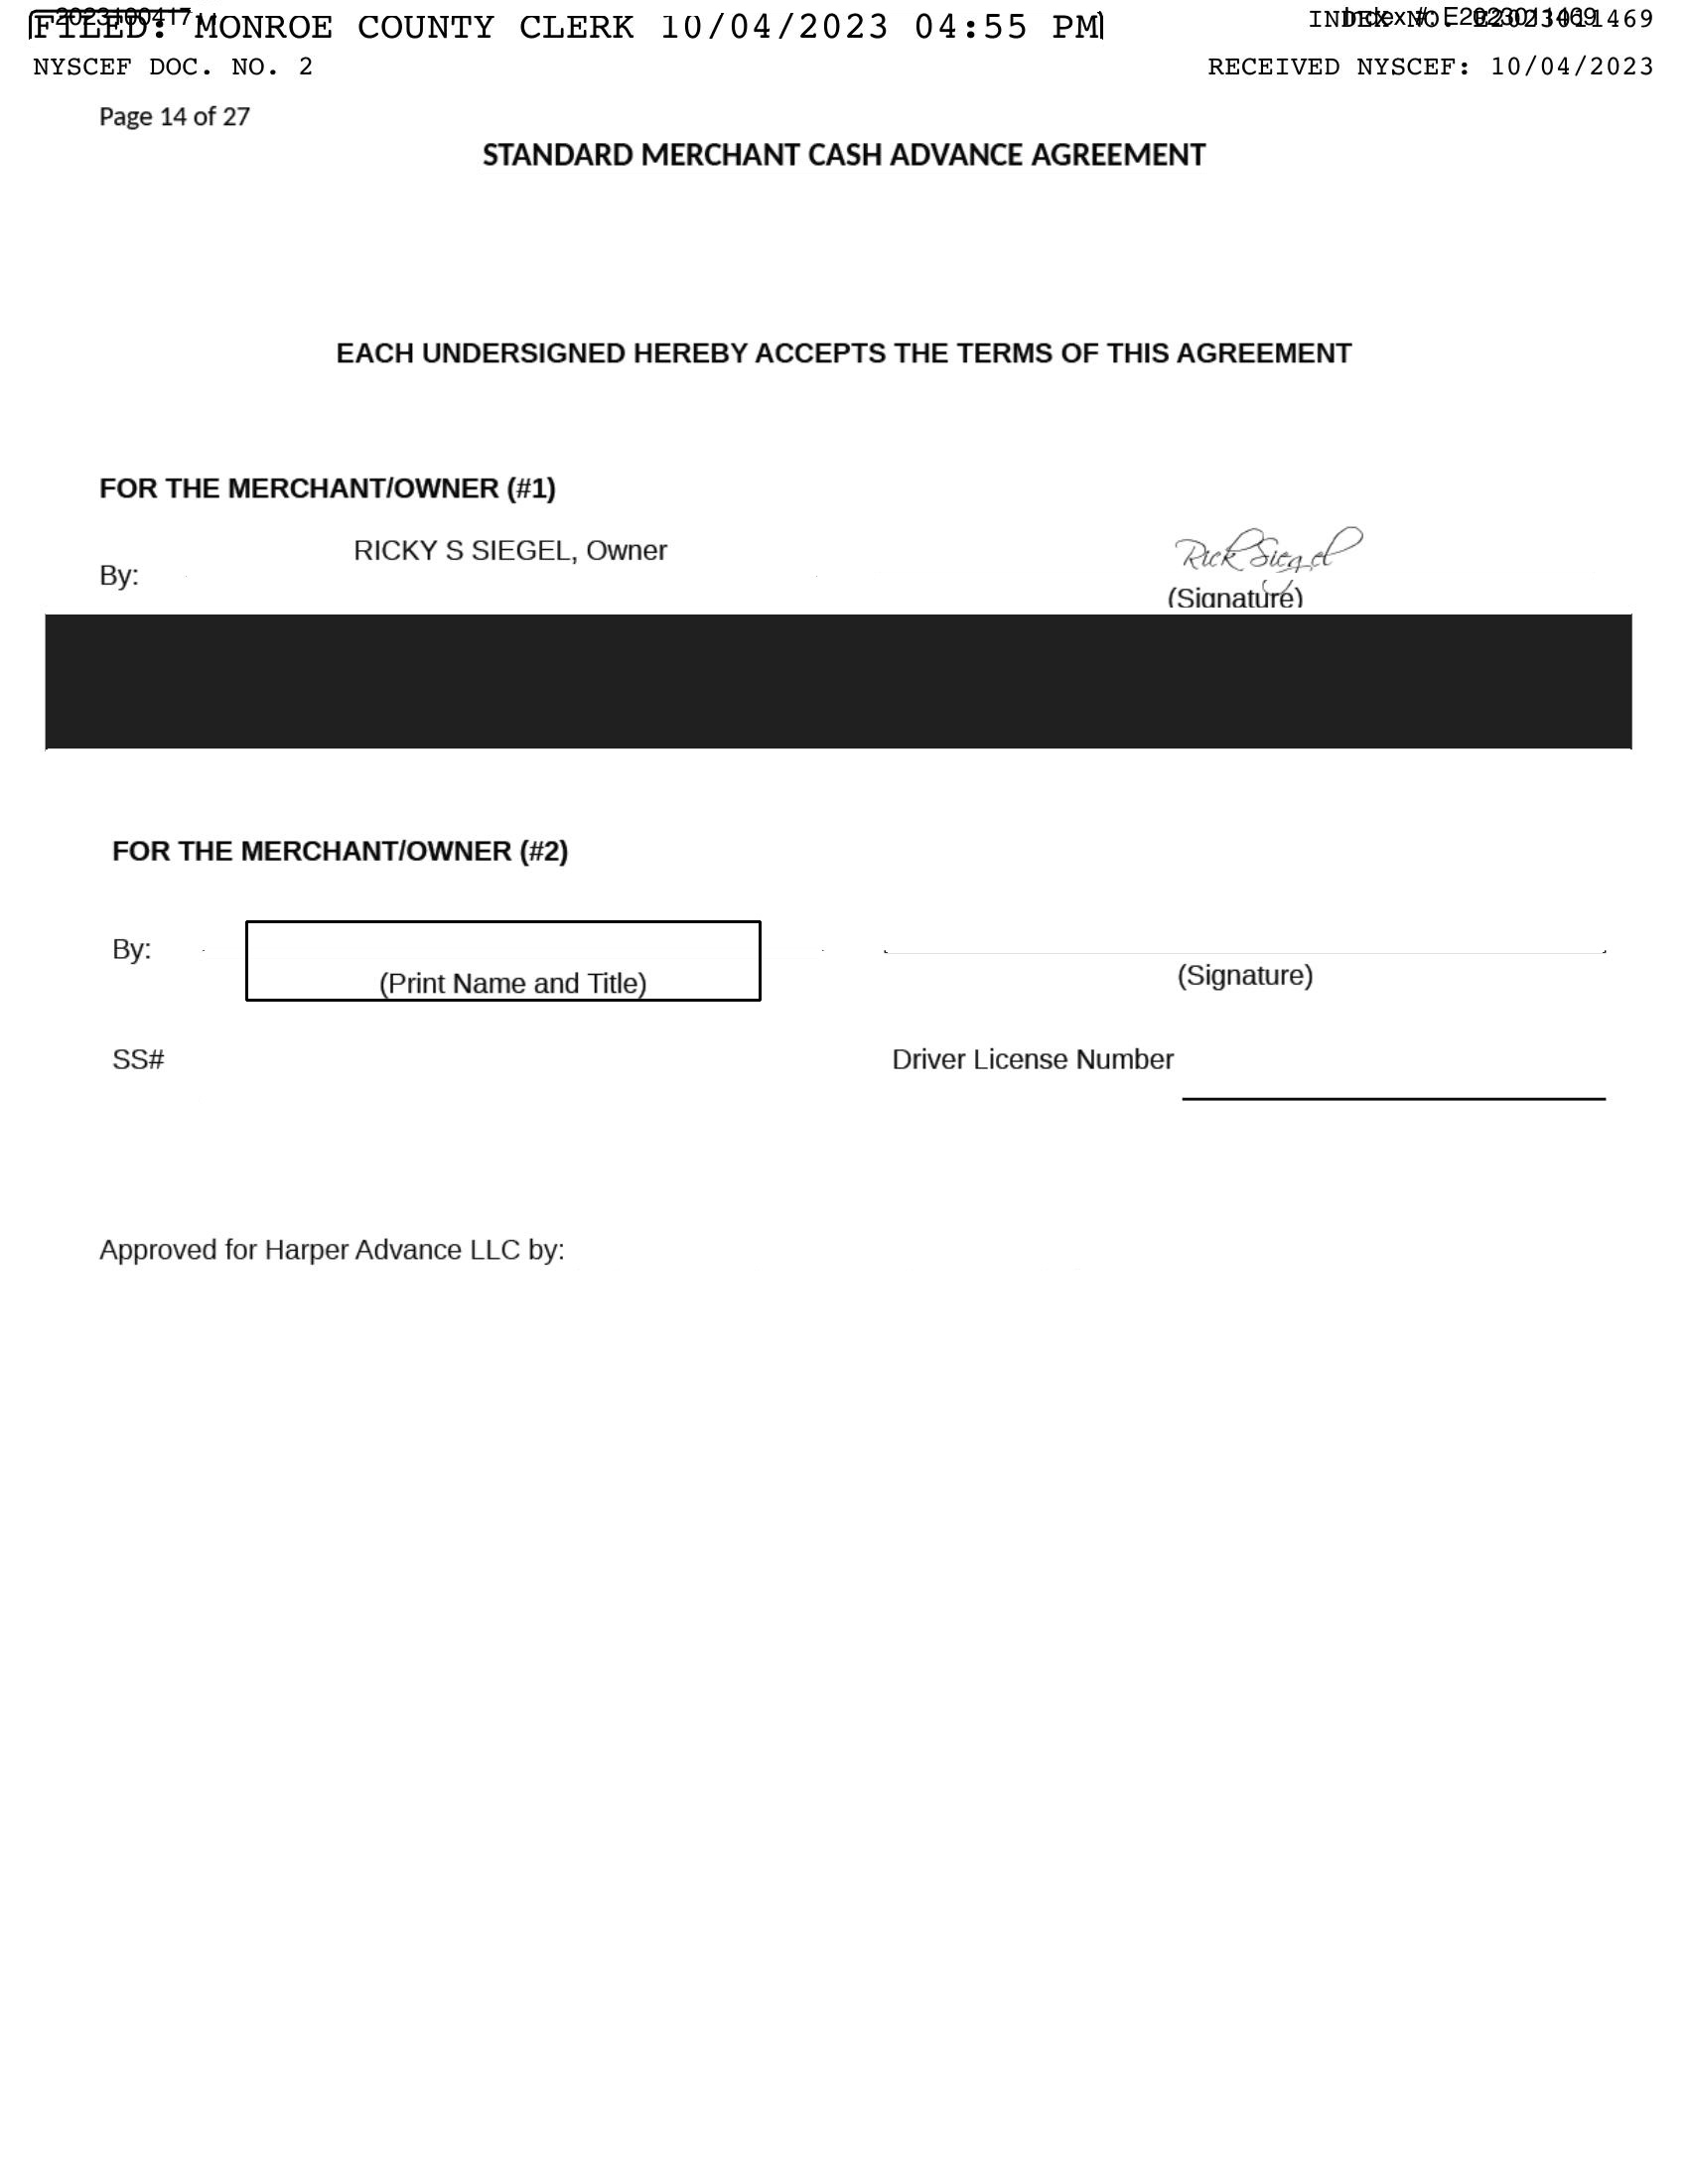 FILED: MONROE COUNTY CLERK 10/04/2023 04:55 PM
INDEX NO. E2023011469
2023100417
Index #: E2023011469
NYSCEF DOC. NO. 2
RECEIVED NYSCEF: 10/04/2023
Page 14 of 27
STANDARD MERCHANT CASH ADVANCE AGREEMENT
EACH UNDERSIGNED HEREBY ACCEPTS THE TERMS OF THIS AGREEMENT
FOR THE MERCHANT/OWNER (#1)
RICKY S SIEGEL, Owner
Rick Siegel
By:
(Signature)
FOR THE MERCHANT/OWNER (#2)
By:
(Print Name and Title)
(Signature)
SS#
Driver License Number
Approved for Harper Advance LLC by: